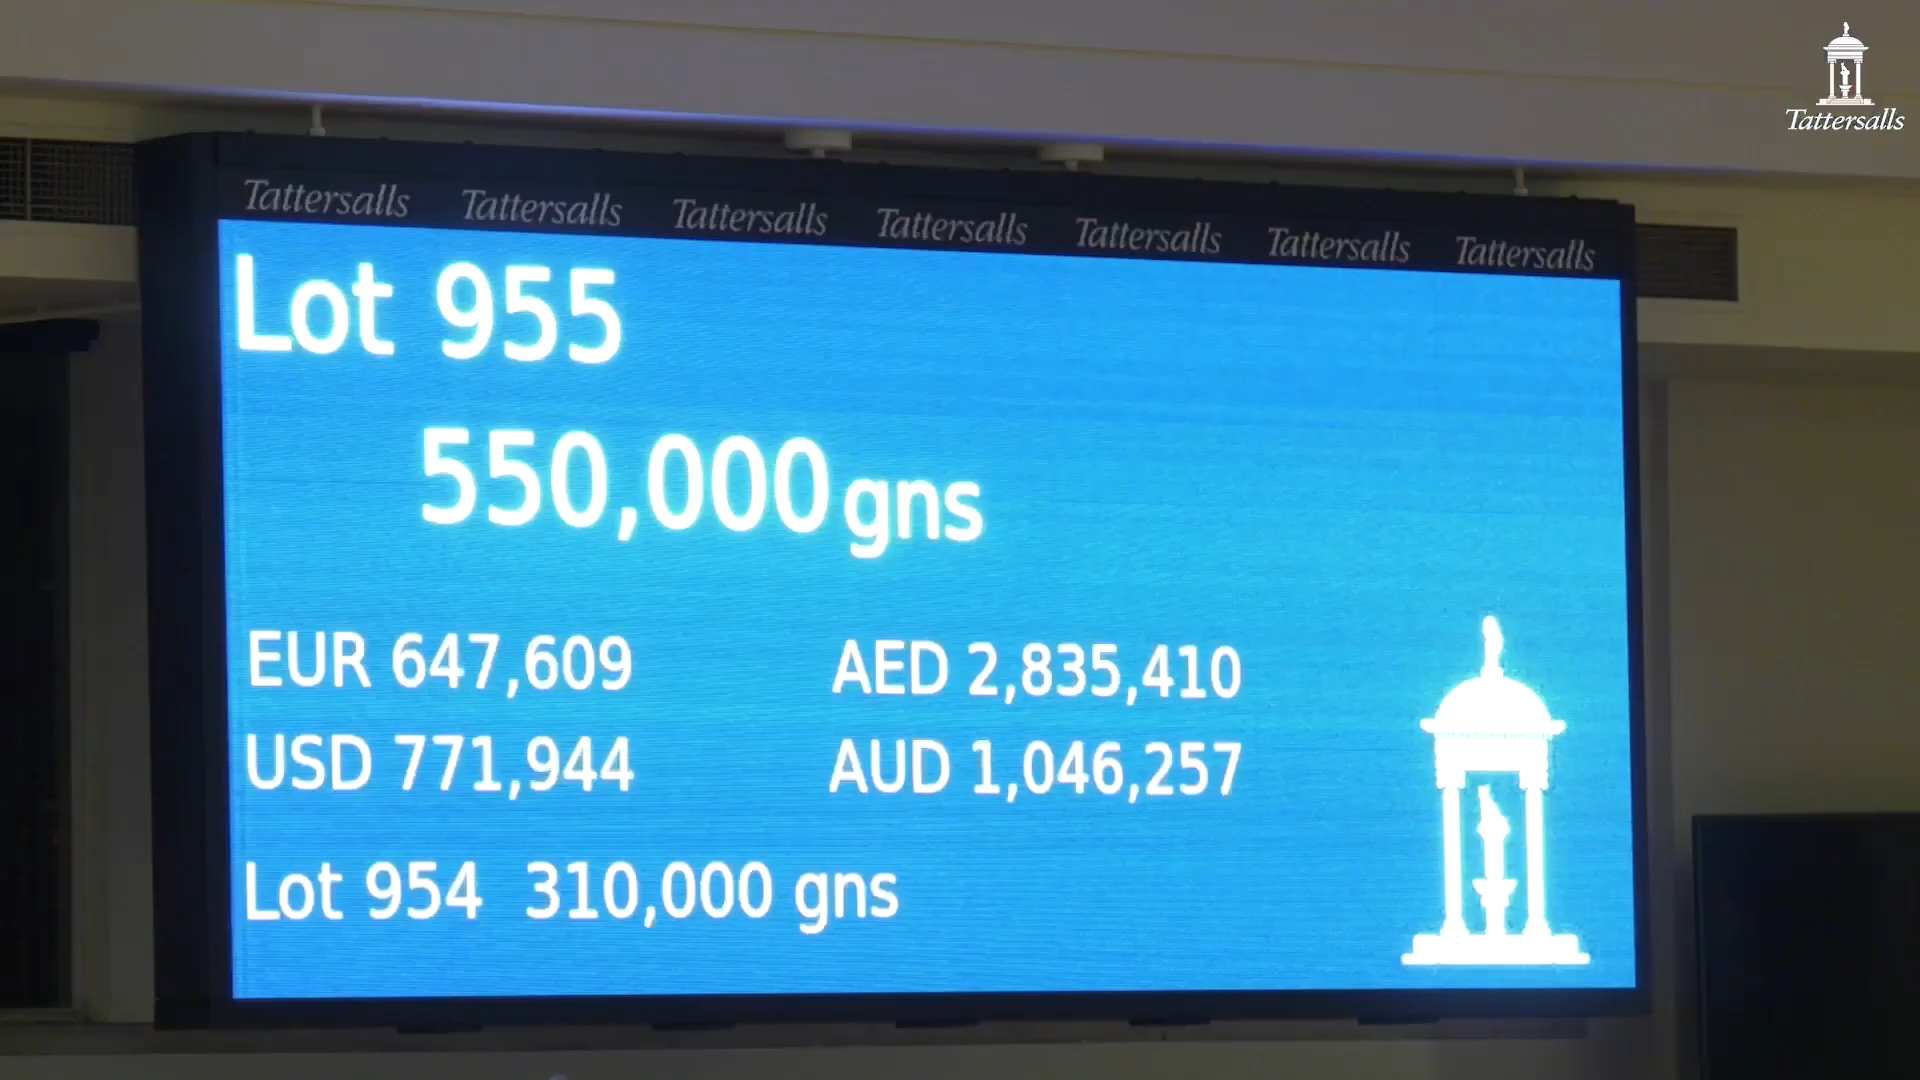 Tattersalls
Tattersalls Tattersalls Tattersalls Tattersalls Tattersalls Tattersalls Tattersalls
Lot 955
550,000 gns
EUR 647,609 AED 2,835,410
USD 771,944 AUD 1,046,257
Lot 954 310,000 gns